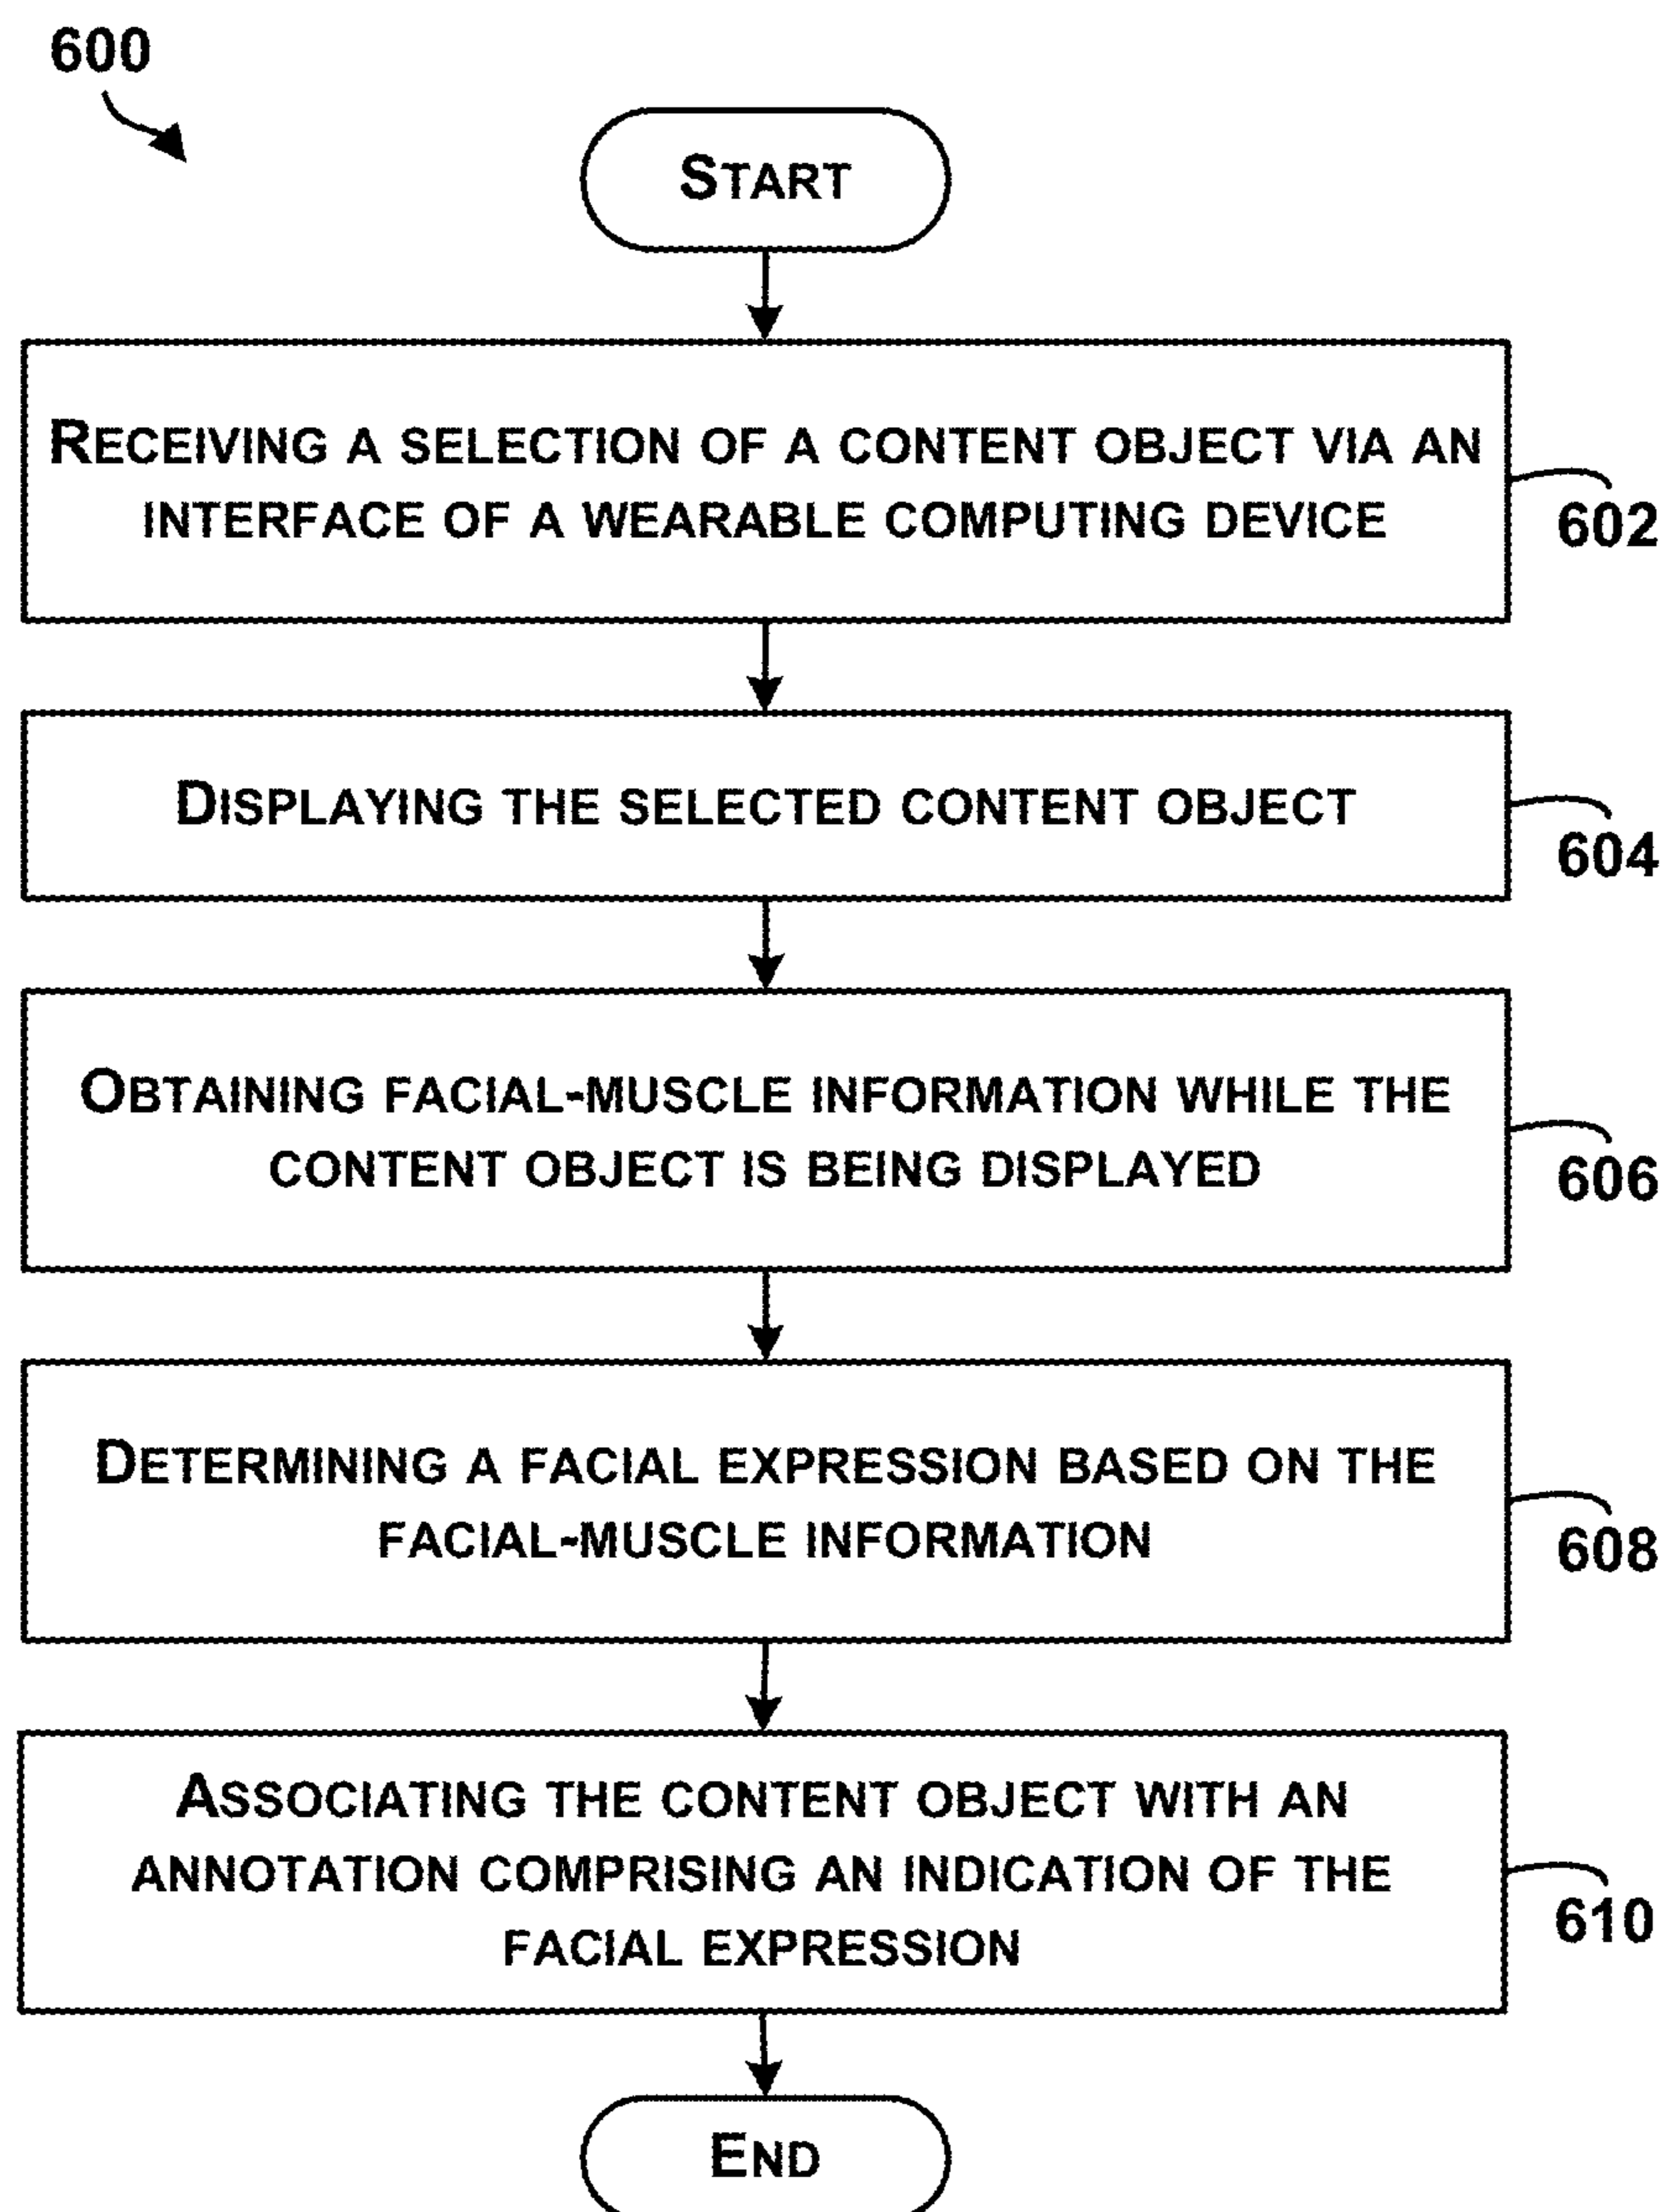 600
START
RECEIVING A SELECTION OF A CONTENT OBJECT VIA AN
INTERFACE OF A WEARABLE COMPUTING DEVICE
602
DISPLAYING THE SELECTED CONTENT OBJECT
604
OBTAINING FACIAL-MUSCLE INFORMATION WHILE THE
CONTENT OBJECT IS BEING DISPLAYED
606
DETERMINING A FACIAL EXPRESSION BASED ON THE
FACIAL-MUSCLE INFORMATION
608
ASSOCIATING THE CONTENT OBJECT WITH AN
ANNOTATION COMPRISING AN INDICATION OF THE
FACIAL EXPRESSION
610
END